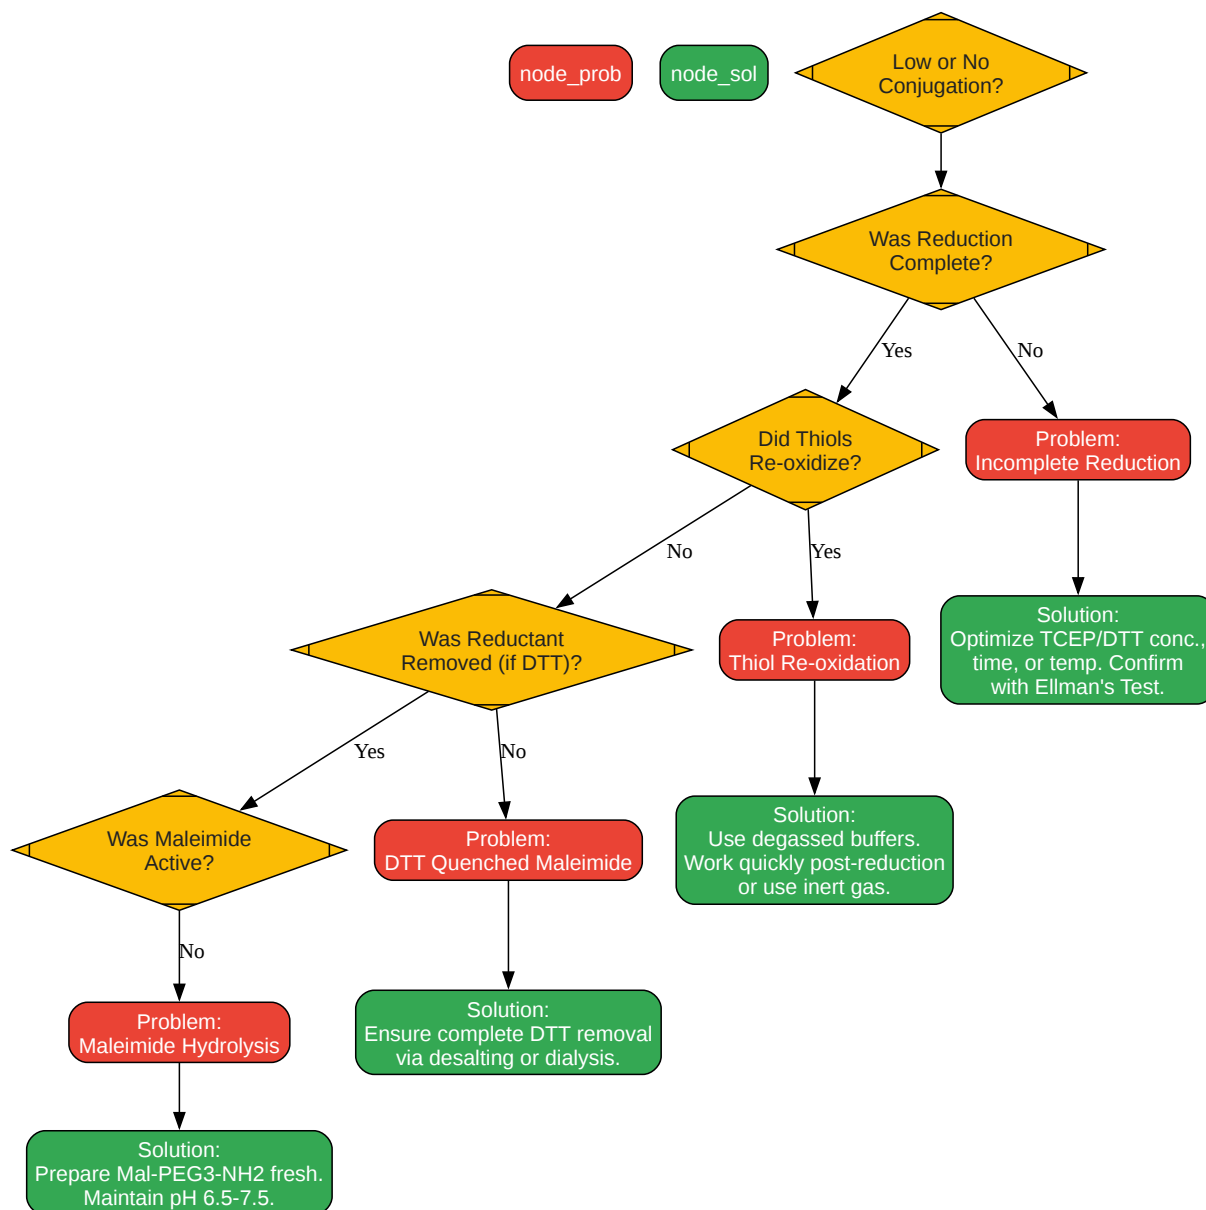 node_prob
node_sol
Low or No
Conjugation?
Was Reduction
Complete?
Yes
No
Did Thiols
Re-oxidize?
Problem:
Incomplete Reduction
No
Yes
Solution:
Optimize TCEP/DTT conc.,
time, or temp. Confirm
with Ellman's Test.
Was Reductant
Removed (if DTT)?
Problem:
Thiol Re-oxidation
Yes
No
Solution:
Use degassed buffers.
Work quickly post-reduction
or use inert gas.
Was Maleimide
Active?
Problem:
DTT Quenched Maleimide
No
Solution:
Ensure complete DTT removal
via desalting or dialysis.
Problem:
Maleimide Hydrolysis
Solution:
Prepare Mal-PEG3-NH2 fresh.
Maintain pH 6.5-7.5.